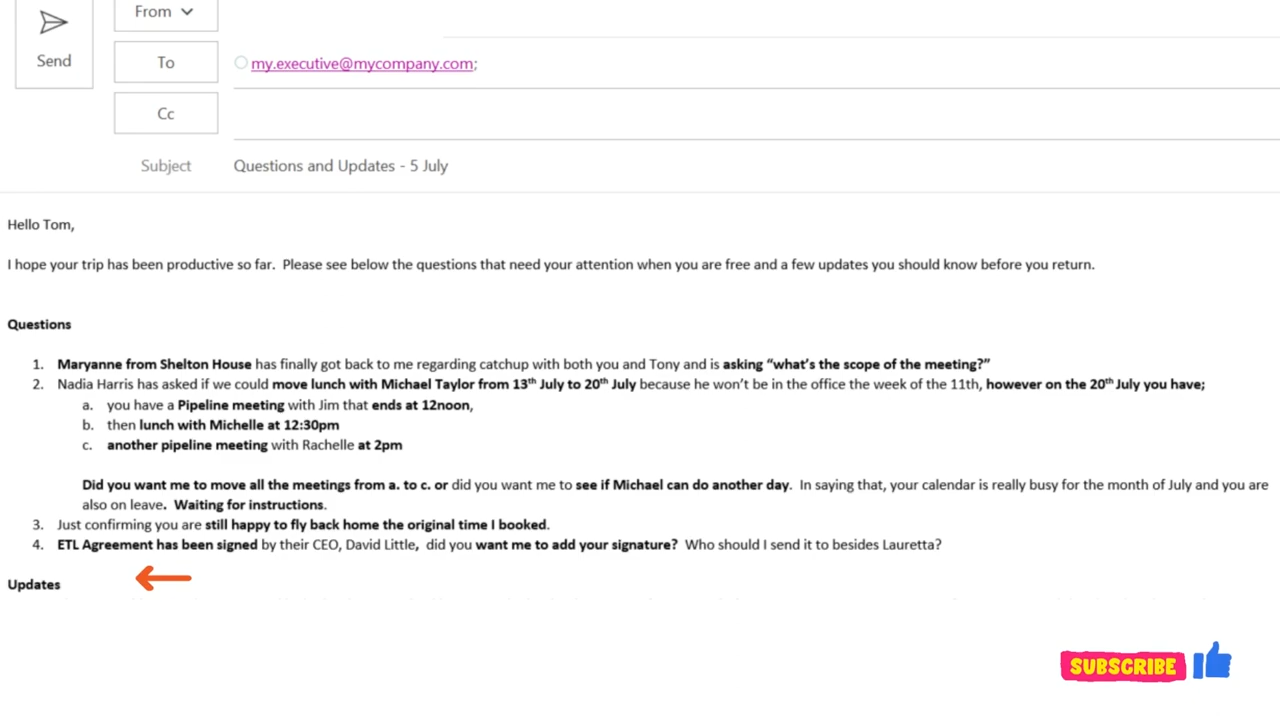 From
To
my.executive@mycompany.com;
Send
Cc
Subject
Questions and Updates - 5 July
Hello Tom,
I hope your trip has been productive so far. Please see below the questions that need your attention when you are free and a few updates you should know before you return.
Questions
1. Maryanne from Shelton House has finally got back to me regarding catchup with both you and Tony and is asking “what’s the scope of the meeting?”
2. Nadia Harris has asked if we could move lunch with Michael Taylor from 13th July to 20th July because he won’t be in the office the week of the 11th, however on the 20th July you have;
a. you have a Pipeline meeting with Jim that ends at 12noon,
b. then lunch with Michelle at 12:30pm
c. another pipeline meeting with Rachelle at 2pm
Did you want me to move all the meetings from a. to c. or did you want me to see if Michael can do another day. In saying that, your calendar is really busy for the month of July and you are
also on leave. Waiting for instructions.
3. Just confirming you are still happy to fly back home the original time I booked.
4. ETL Agreement has been signed by their CEO, David Little, did you want me to add your signature? Who should I send it to besides Lauretta?
Updates
SUBSCRIBE